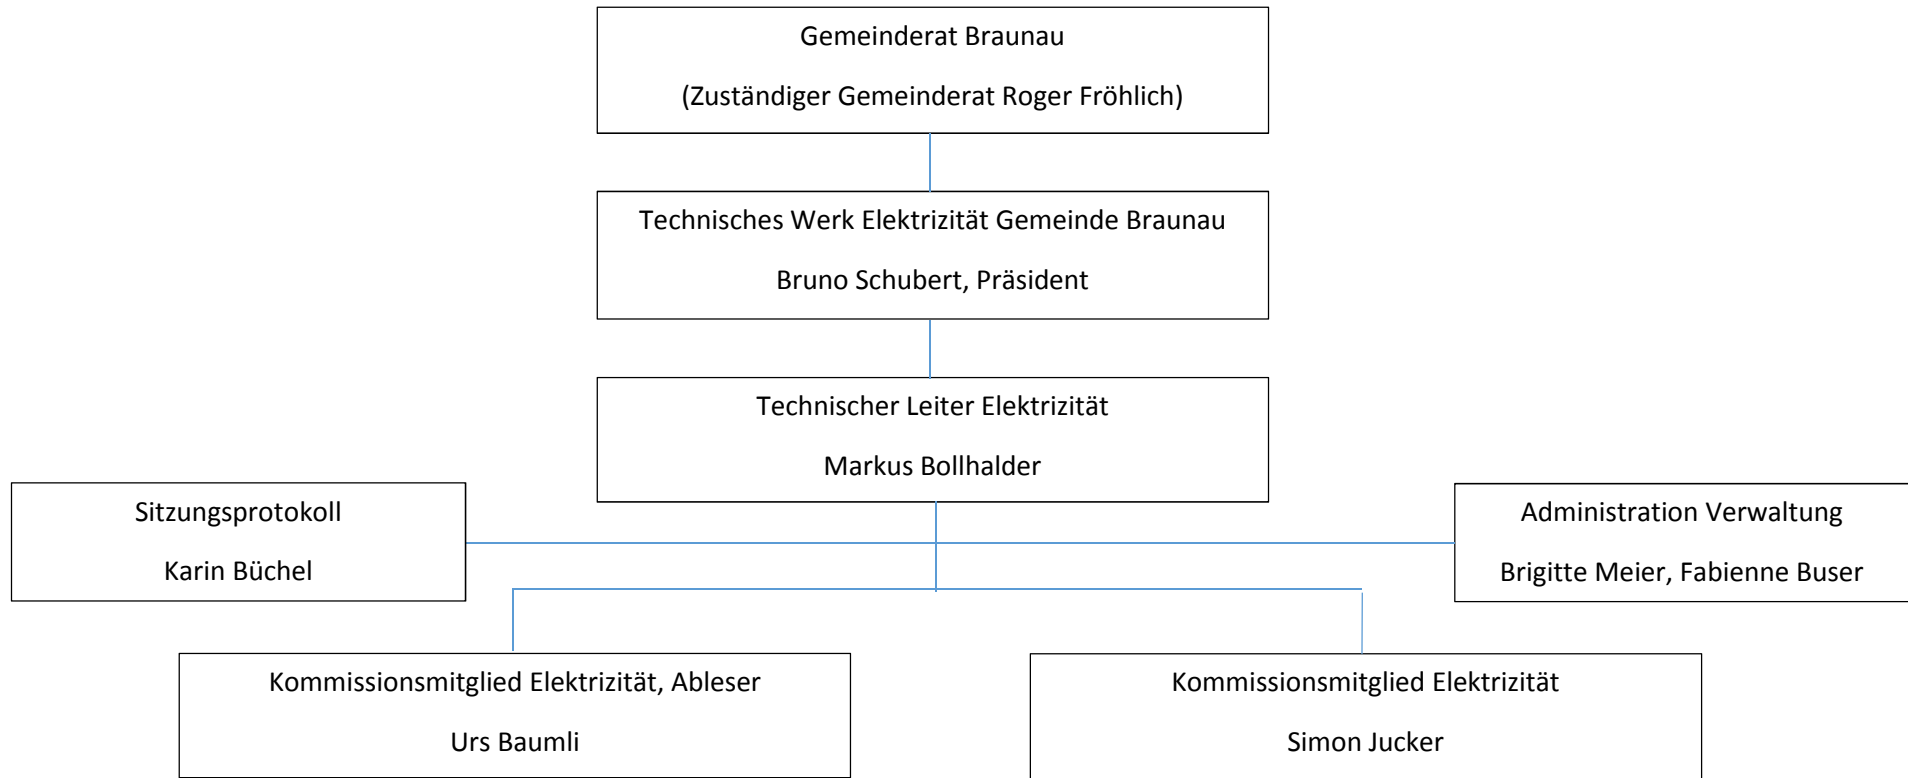 Gemeinderat Braunau
(Zuständiger Gemeinderat Roger Fröhlich)
Technisches Werk Elektrizität Gemeinde Braunau
Bruno Schubert, Präsident
Technischer Leiter Elektrizität
Markus Bollhalder
Sitzungsprotokoll
Karin Büchel
Administration Verwaltung
Brigitte Meier, Fabienne Buser
Kommissionsmitglied Elektrizität, Ableser
Urs Baumli
Kommissionsmitglied Elektrizität
Simon Jucker